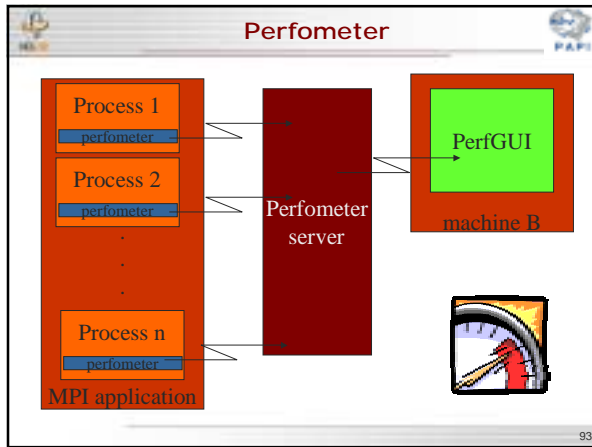 Perfometer
PAPI
Process 1
perfometer
Process 2
perfometer
.
.
.
Process n
perfometer
MPI application
Perfometer
server
PerfGUI
machine B
93